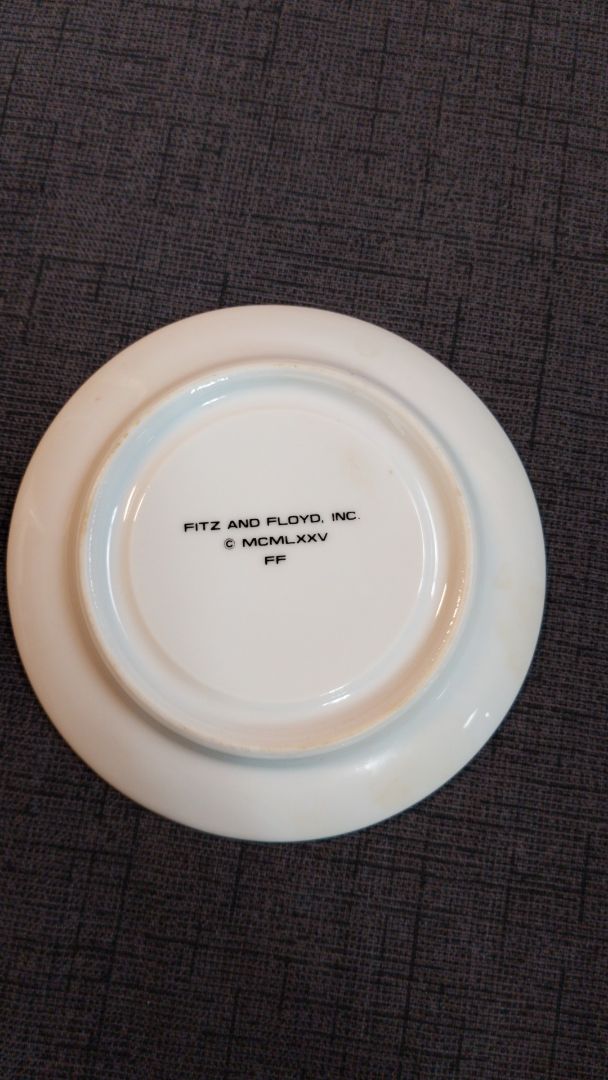 FITZ AND FLOYD, INC.
© MCMLXXV
FF